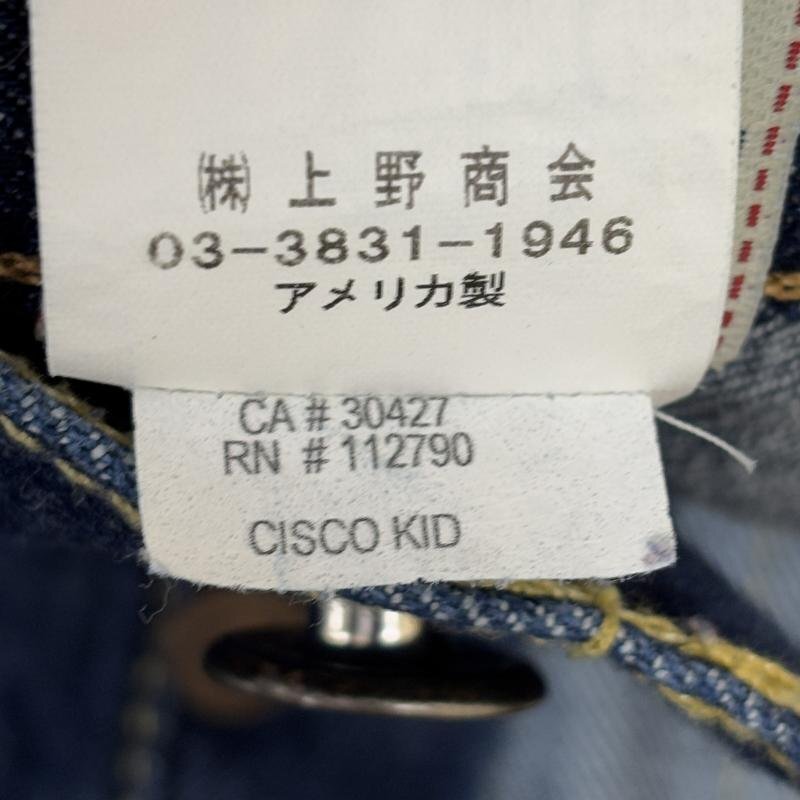 ㈱上野商会
03-3831-1946
アメリカ製
CA # 30427
RN # 112790
CISCO KID